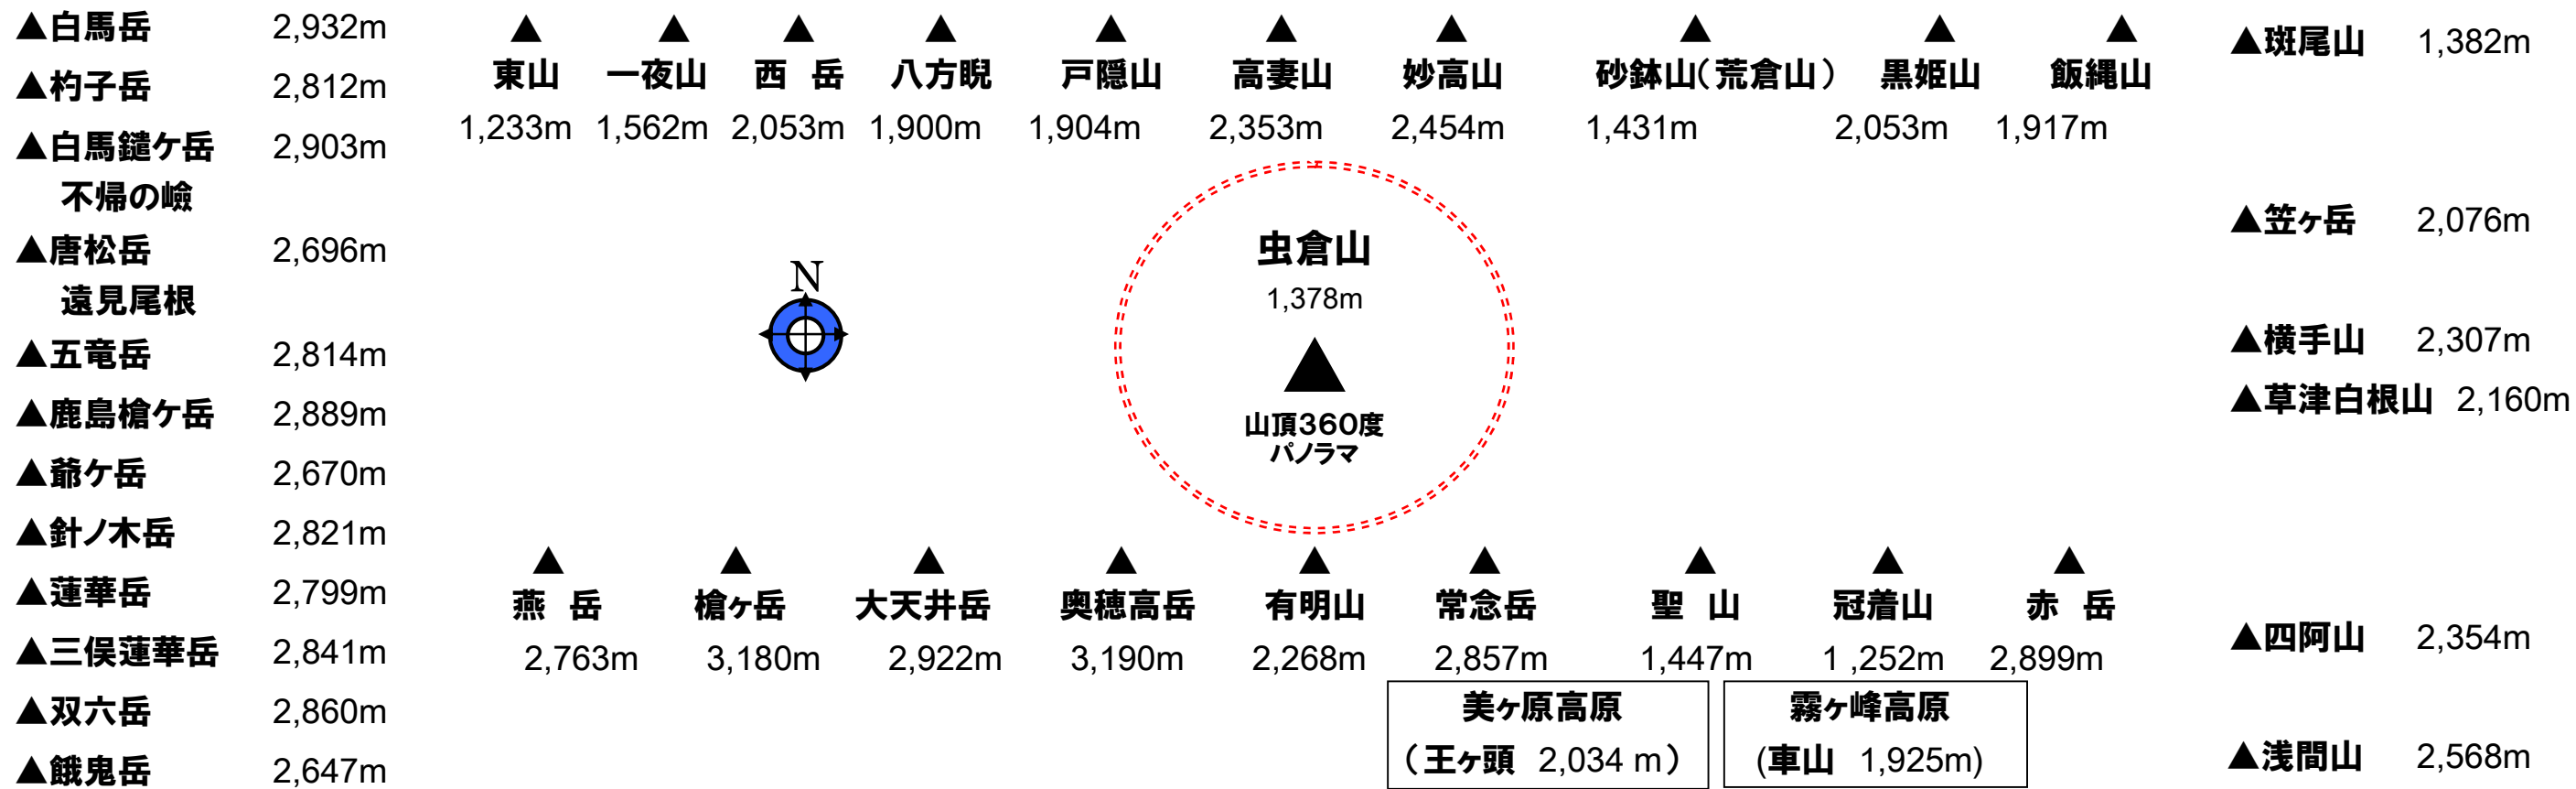 ▲白馬岳 2,932m
▲杓子岳 2,812m
▲白馬鑓ケ岳 2,903m
不帰の嶮
▲唐松岳 2,696m
遠見尾根
▲五竜岳 2,814m
▲鹿島槍ケ岳 2,889m
▲爺ケ岳 2,670m
▲針ノ木岳 2,821m
▲蓮華岳 2,799m
▲三俣蓮華岳 2,841m
▲双六岳 2,860m
▲餓鬼岳 2,647m
▲ ▲ ▲ ▲ ▲ ▲ ▲ ▲ ▲ ▲
東山 一夜山 西 岳 八方睨 戸隠山 高妻山 妙高山 砂鉢山(荒倉山) 黒姫山 飯縄山
1,233m 1,562m 2,053m 1,900m 1,904m 2,353m 2,454m 1,431m 2,053m 1,917m
N
虫倉山
1,378m
▲
山頂360度
パノラマ
▲ ▲ ▲ ▲ ▲ ▲ ▲ ▲ ▲
燕 岳 槍ヶ岳 大天井岳 奥穂高岳 有明山 常念岳 聖 山 冠着山 赤 岳
2,763m 3,180m 2,922m 3,190m 2,268m 2,857m 1,447m 1 ,252m 2,899m
美ヶ原高原
(王ヶ頭 2,034 m)
霧ヶ峰高原
(車山 1,925m)
▲斑尾山 1,382m
▲笠ヶ岳 2,076m
▲横手山 2,307m
▲草津白根山 2,160m
▲四阿山 2,354m
▲浅間山 2,568m